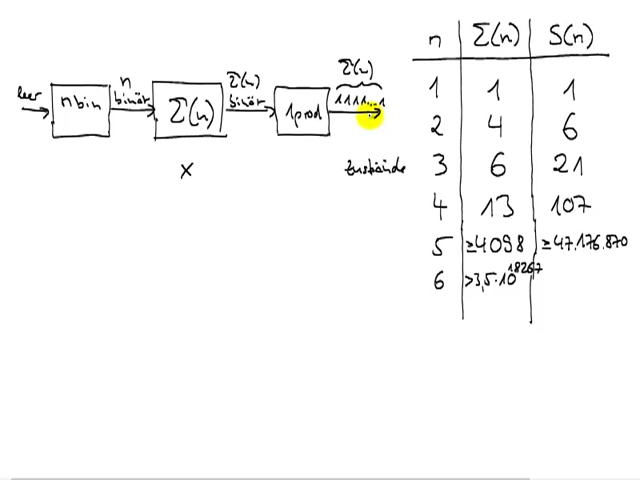 leer
n bin
n
binär
Σ(n)
Σ(n)
binär
1prod
Σ(n)
1111...1
x
Zustände
n Σ(n) S(n)
1 1 1
2 4 6
3 6 21
4 13 107
5 ≥4098 ≥47.176.870
6 >3,5·10^18267